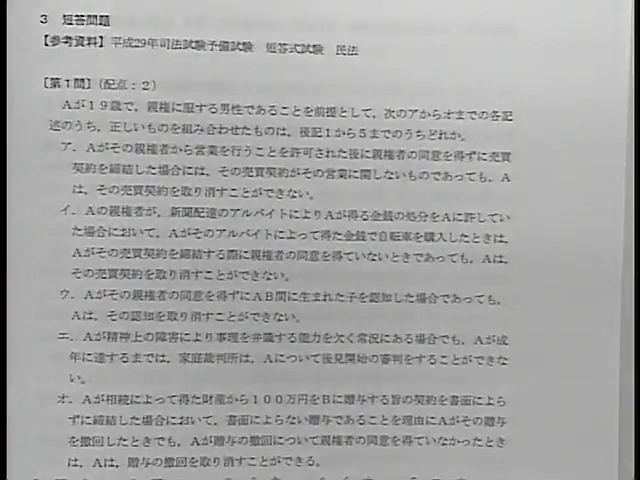 3 短答問題
【参考資料】平成29年司法試験予備試験 短答式試験 民法
[第1問](配点:2)
Aが19歳で,親権に服する男性であることを前提として,次のアからオまでの各記
述のうち,正しいものを組み合わせたものは,後記1から5までのうちどれか。
ア.Aがその親権者から営業を行うことを許可された後に親権者の同意を得ずに売買
契約を締結した場合には,その売買契約がその営業に関しないものであっても,A
は,その売買契約を取り消すことができない。
イ.Aの親権者が,新聞配達のアルバイトによりAが得る金銭の処分をAに許してい
た場合において,Aがそのアルバイトによって得た金銭で自転車を購入したときは,
Aがその売買契約を締結する際に親権者の同意を得ていないときであっても,Aは,
その売買契約を取り消すことができない。
ウ.Aがその親権者の同意を得ずにAB間に生まれた子を認知した場合であっても,
Aは,その認知を取り消すことができない。
エ.Aが精神上の障害により事理を弁識する能力を欠く常況にある場合でも,Aが成
年に達するまでは,家庭裁判所は,Aについて後見開始の審判をすることができな
い。
オ.Aが相続によって得た財産から100万円をBに贈与する旨の契約を書面によら
ずに締結した場合において,書面によらない贈与であることを理由にAがその贈与
を撤回したときでも,Aが贈与の撤回について親権者の同意を得ていなかったとき
は,Aは,贈与の撤回を取り消すことができる。